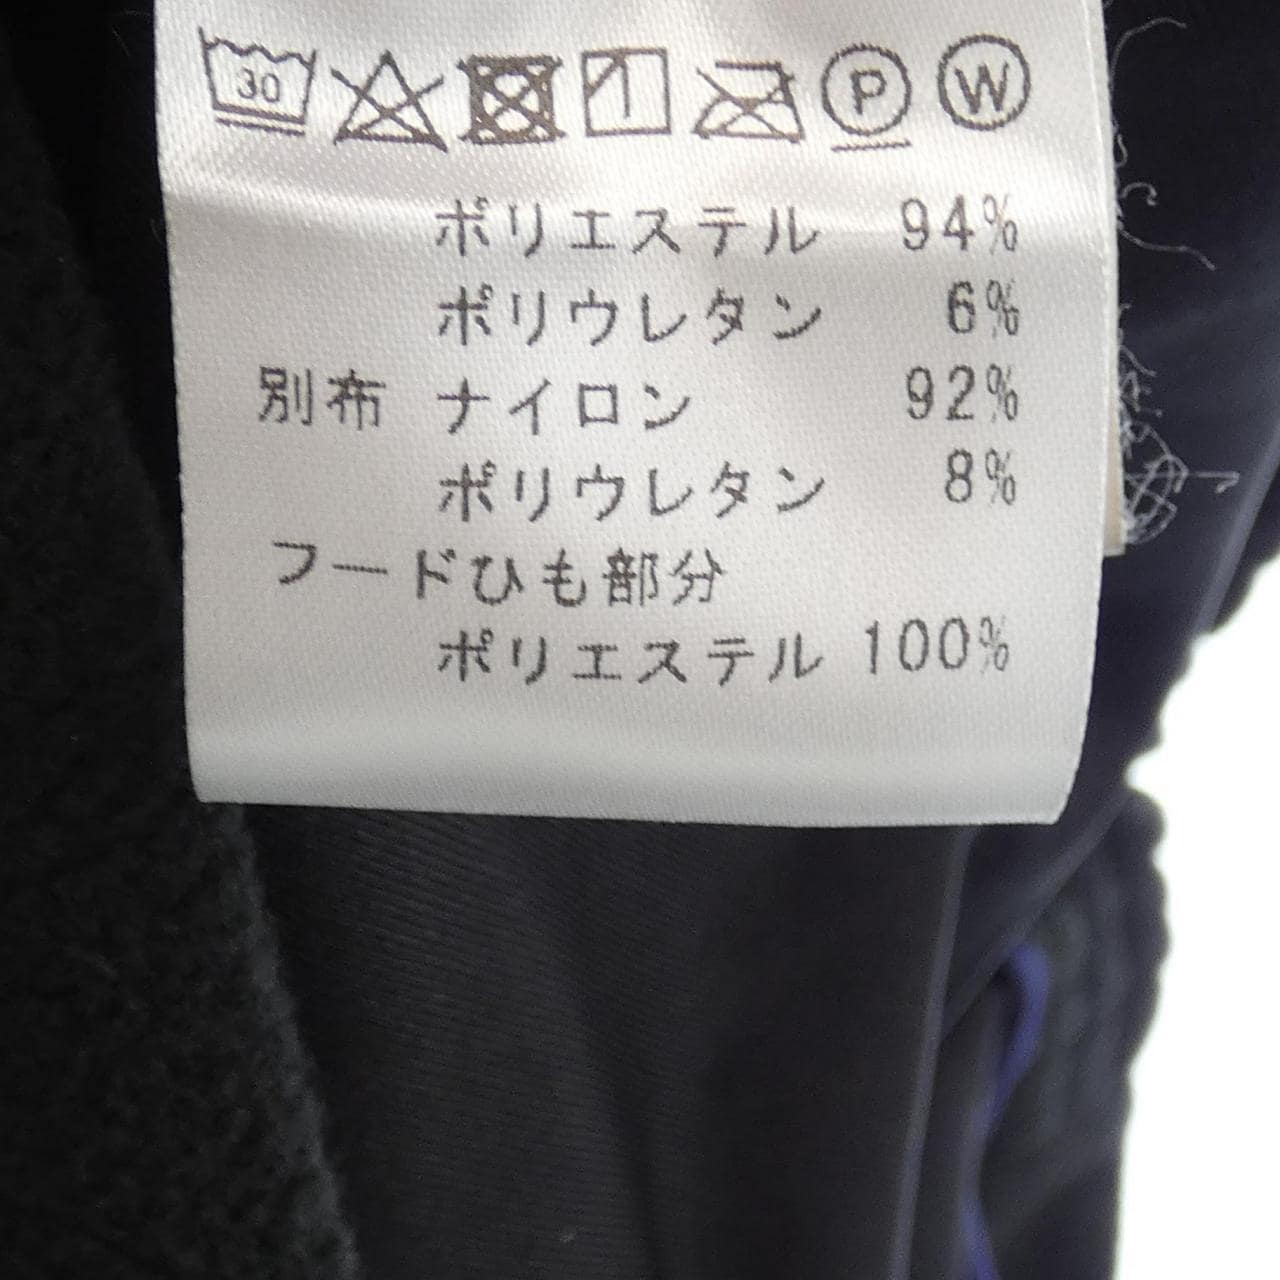 30 P W
ポリエステル 94%
ポリウレタン 6%
別布 ナイロン 92%
ポリウレタン 8%
フードひも部分
ポリエステル 100%